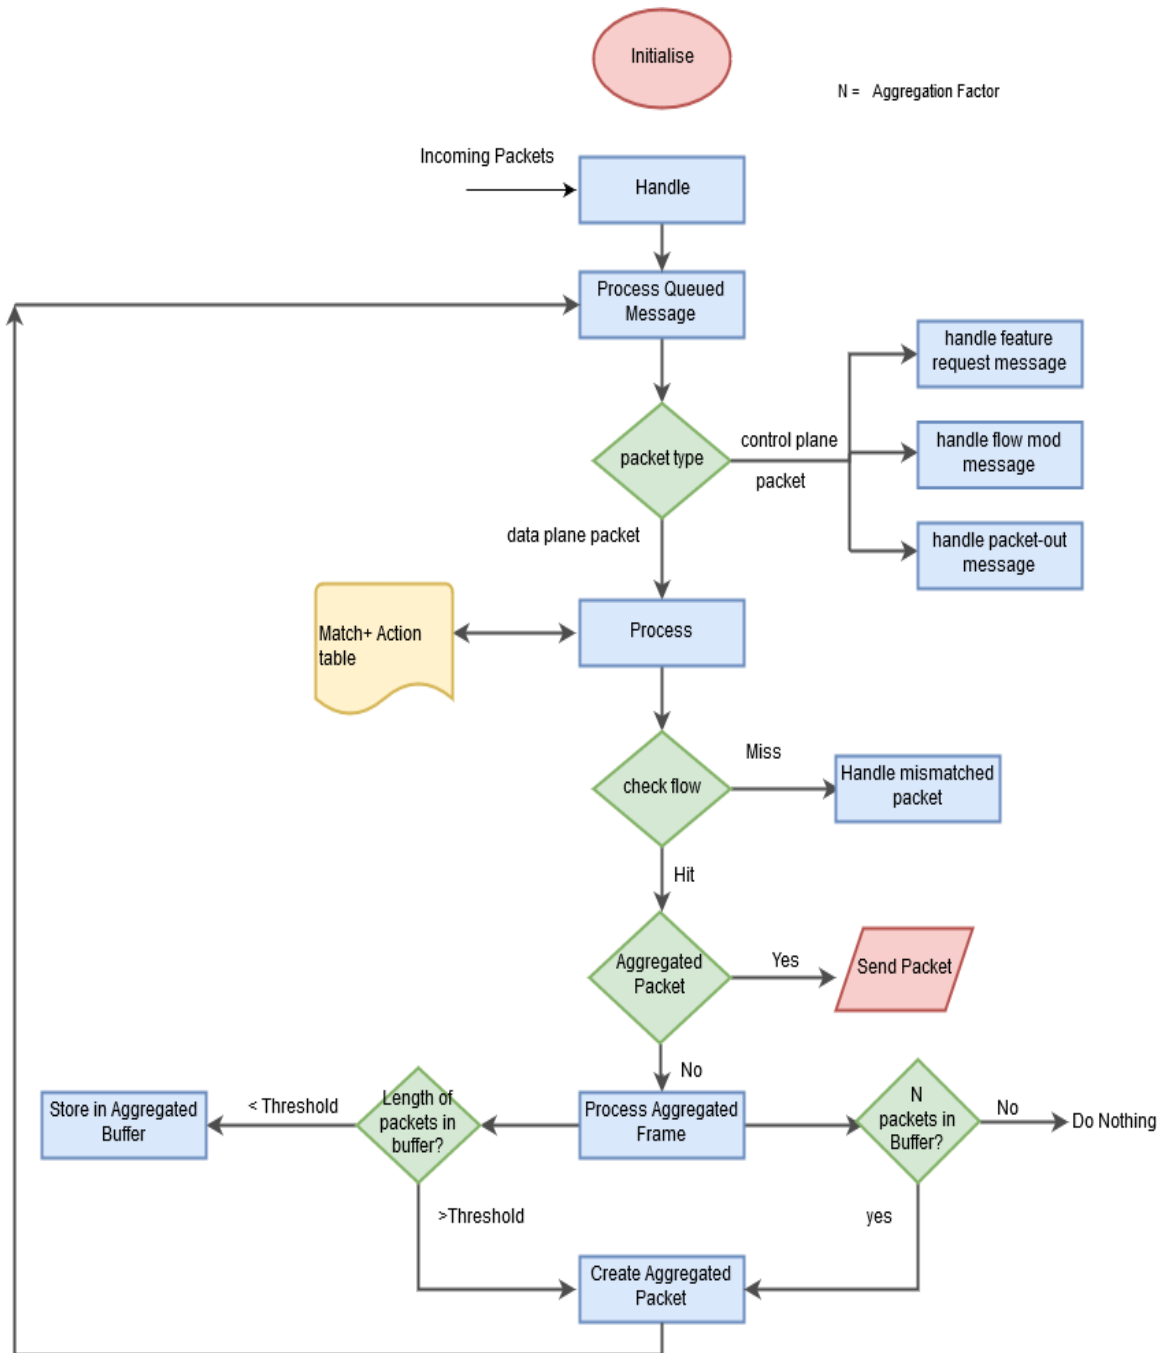 Initialise
N = Aggregation Factor
Incoming Packets
Handle
Process Queued
Message
handle feature
request message
packet type
control plane
packet
handle flow mod
message
data plane packet
handle packet-out
message
Match+ Action
table
Process
check flow
Miss
Handle mismatched
packet
Hit
Aggregated
Packet
Yes
Send Packet
No
Store in Aggregated
Buffer
< Threshold
Length of
packets in
buffer?
Process Aggregated
Frame
N
packets in
Buffer?
No
Do Nothing
>Threshold
yes
Create Aggregated
Packet